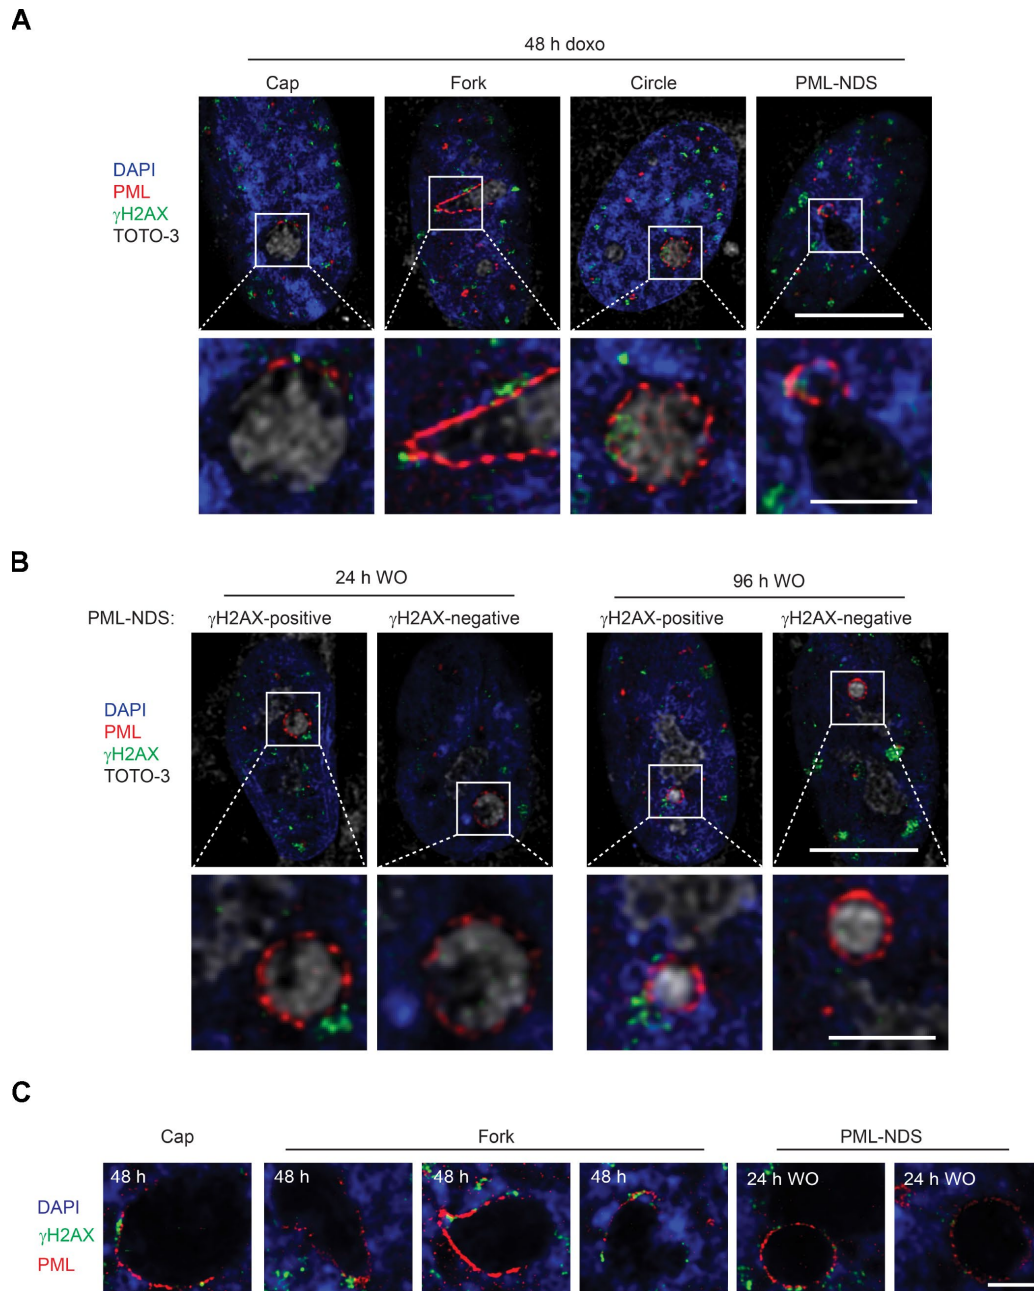 A
48 h doxo
Cap
Fork
Circle
PML-NDS
DAPI
PML
γH2AX
TOTO-3
B
24 h WO
96 h WO
PML-NDS:
γH2AX-positive
γH2AX-negative
γH2AX-positive
γH2AX-negative
DAPI
PML
γH2AX
TOTO-3
C
Cap
Fork
PML-NDS
48 h
48 h
48 h
48 h
24 h WO
24 h WO
DAPI
γH2AX
PML